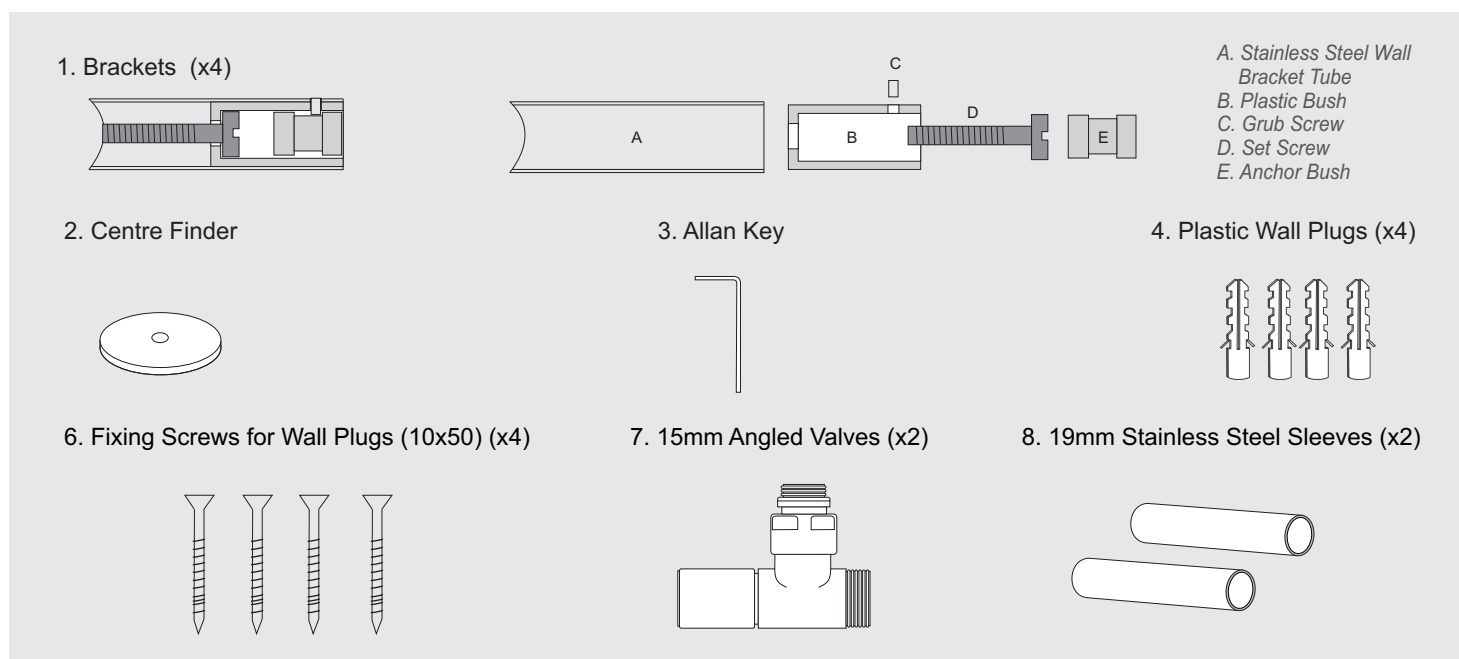 1. Brackets (x4)
C
A
B
D
E
A. Stainless Steel Wall
Bracket Tube
B. Plastic Bush
C. Grub Screw
D. Set Screw
E. Anchor Bush
2. Centre Finder
3. Allan Key
4. Plastic Wall Plugs (x4)
6. Fixing Screws for Wall Plugs (10x50) (x4)
7. 15mm Angled Valves (x2)
8. 19mm Stainless Steel Sleeves (x2)